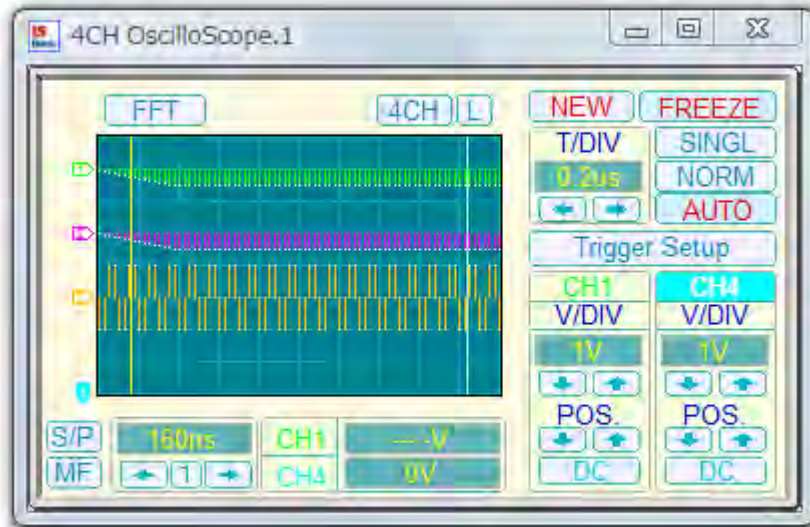 4CH OscilloScope.1
FFT
4CH
L
NEW
FREEZE
T/DIV
0.2us
SINGL
NORM
AUTO
Trigger Setup
CH1
CH4
V/DIV
V/DIV
1V
1V
POS.
POS.
DC
DC
S/P
160ns
CH1
-- -V
MF
1
CH4
0V